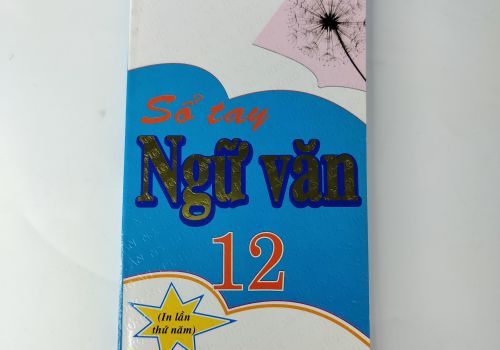 Sổ tay
Ngữ văn
12
(In lần
thứ năm)